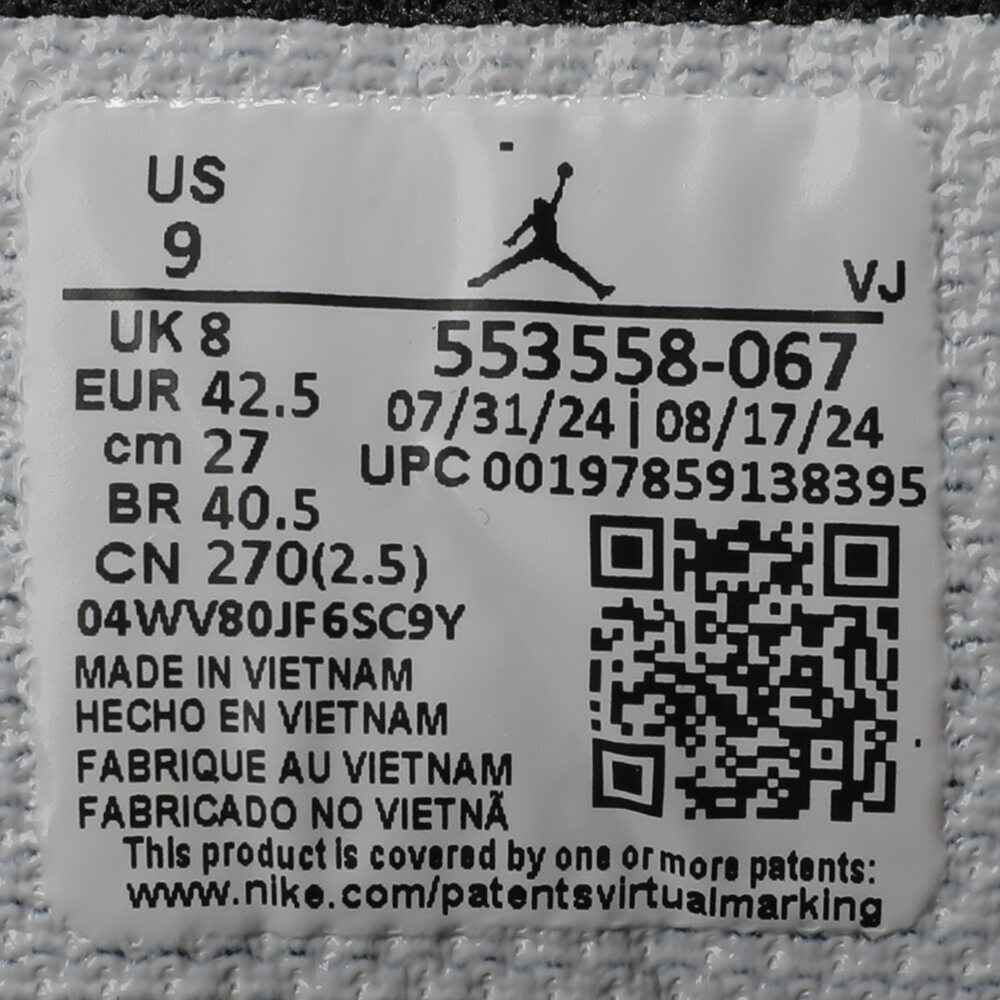 US
9
VJ
UK 8
553558-067
EUR 42.5
07/31/24 | 08/17/24
cm 27
UPC 00197859138395
BR 40.5
CN 270(2.5)
04WV80JF6SC9Y
MADE IN VIETNAM
HECHO EN VIETNAM
FABRIQUE AU VIETNAM
FABRICADO NO VIETNÃ
This product is covered by one or more patents:
www.nike.com/patentsvirtualmarking